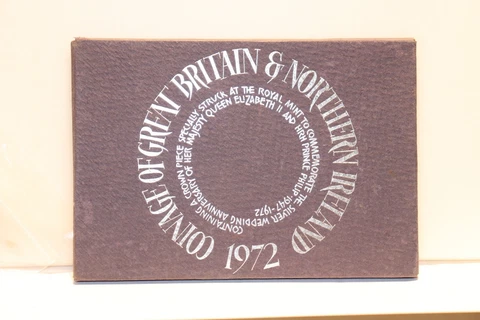 COINAGE OF GREAT BRITAIN & NORTHERN IRELAND
1972
CONTAINING A CROWN PIECE SPECIALLY STRUCK AT THE ROYAL MINT TO COMMEMORATE THE SILVER WEDDING ANNIVERSARY OF HER MAJESTY QUEEN ELIZABETH II AND HRH PRINCE PHILIP 1947-1972